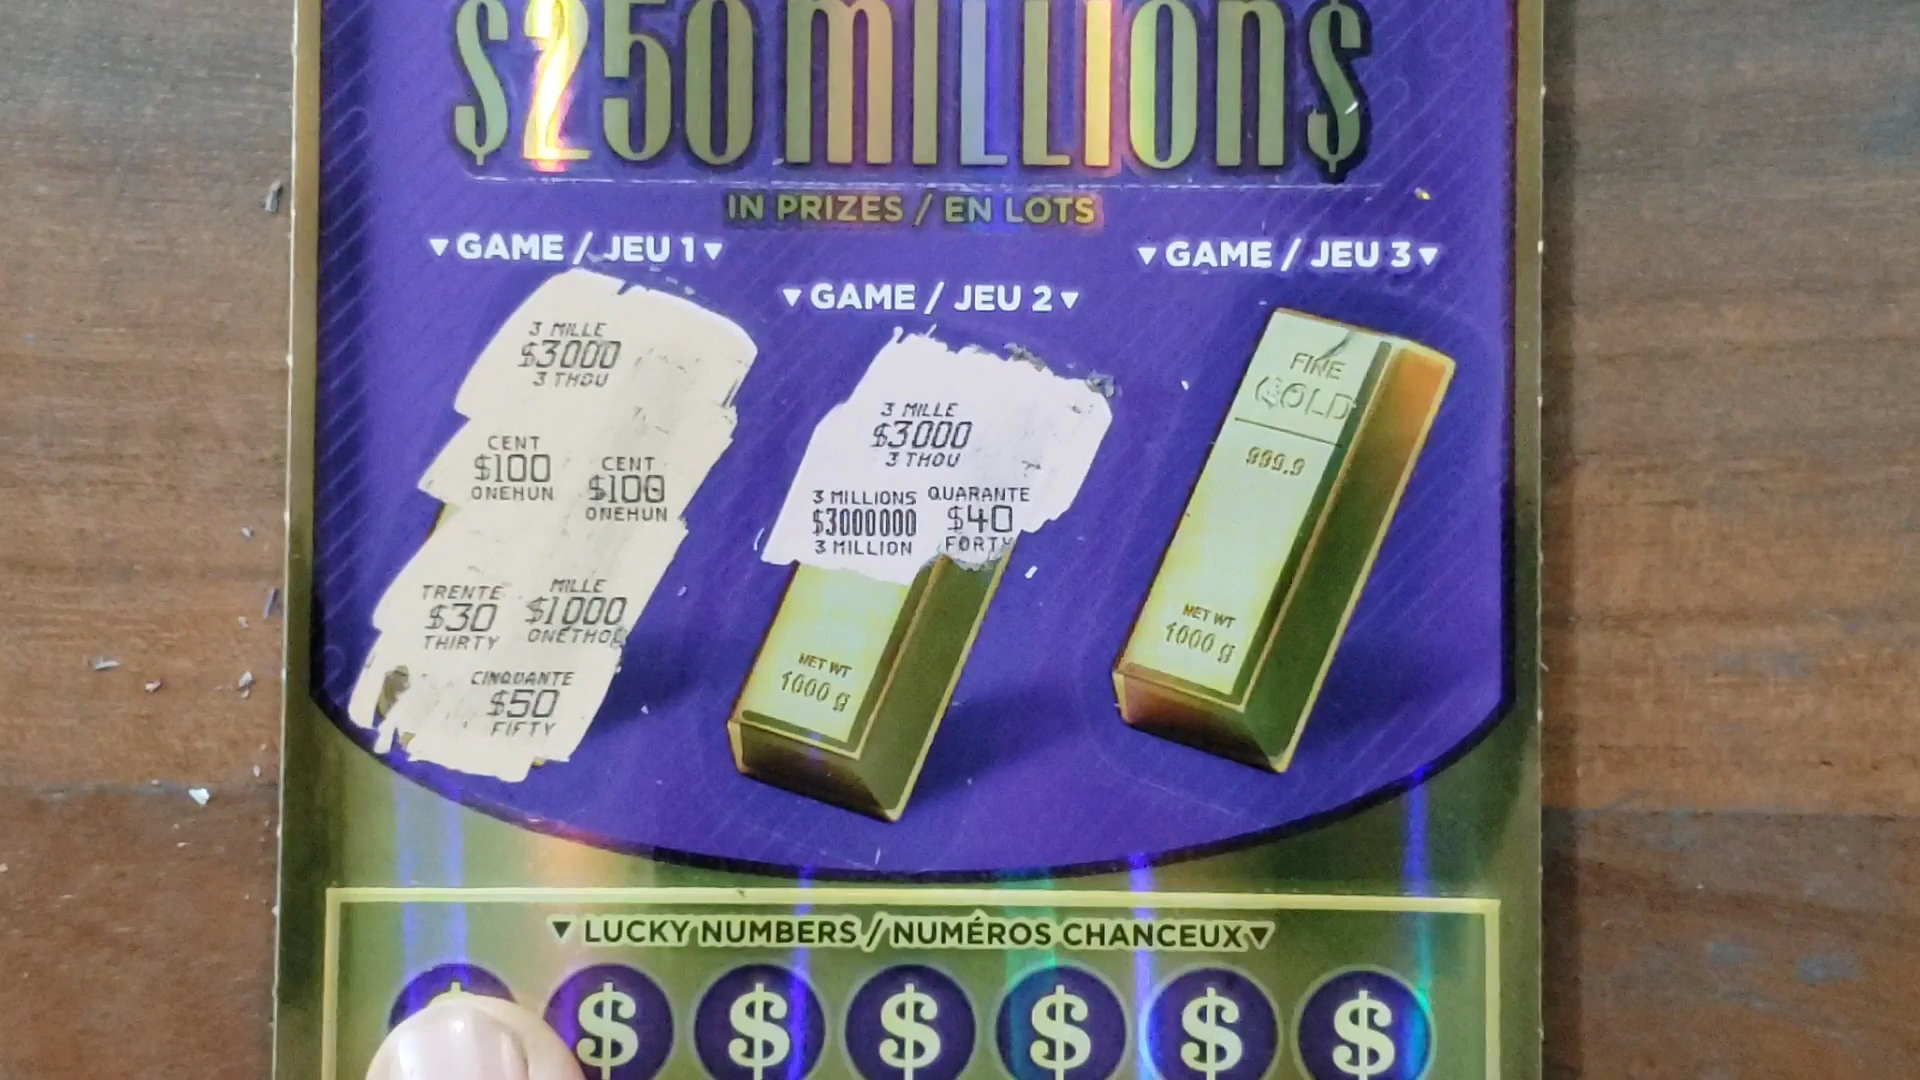 $250 MILLION$
IN PRIZES / EN LOTS
▼ GAME / JEU 1 ▼
3 MILLE
$3000
3 THOU
CENT
$100
ONEHUN
CENT
$100
ONEHUN
TRENTE
$30
THIRTY
MILLE
$1000
ONETHOU
CINQUANTE
$50
FIFTY
▼ GAME / JEU 2 ▼
3 MILLE
$3000
3 THOU
3 MILLIONS
$3000000
3 MILLION
QUARANTE
$40
FORTY
NET WT
1000 g
▼ GAME / JEU 3 ▼
FINE
GOLD
999.9
NET WT
1000 g
▼ LUCKY NUMBERS / NUMÉROS CHANCEUX ▼
$ $ $ $ $ $